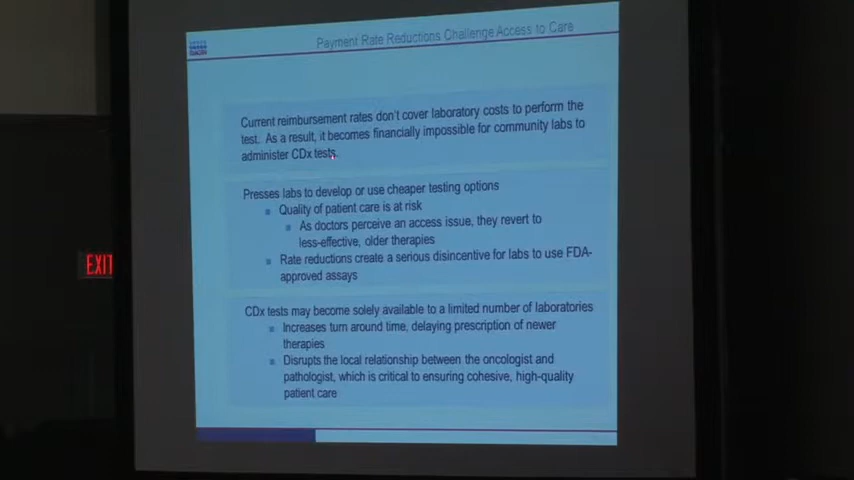 Payment Rate Reductions Challenge Access to Care
Current reimbursement rates don't cover laboratory costs to perform the
test. As a result, it becomes financially impossible for community labs to
administer CDx tests.
Presses labs to develop or use cheaper testing options
Quality of patient care is at risk
As doctors perceive an access issue, they revert to
less-effective, older therapies
Rate reductions create a serious disincentive for labs to use FDA-
approved assays
CDx tests may become solely available to a limited number of laboratories
Increases turn around time, delaying prescription of newer
therapies
Disrupts the local relationship between the oncologist and
pathologist, which is critical to ensuring cohesive, high-quality
patient care
EXIT